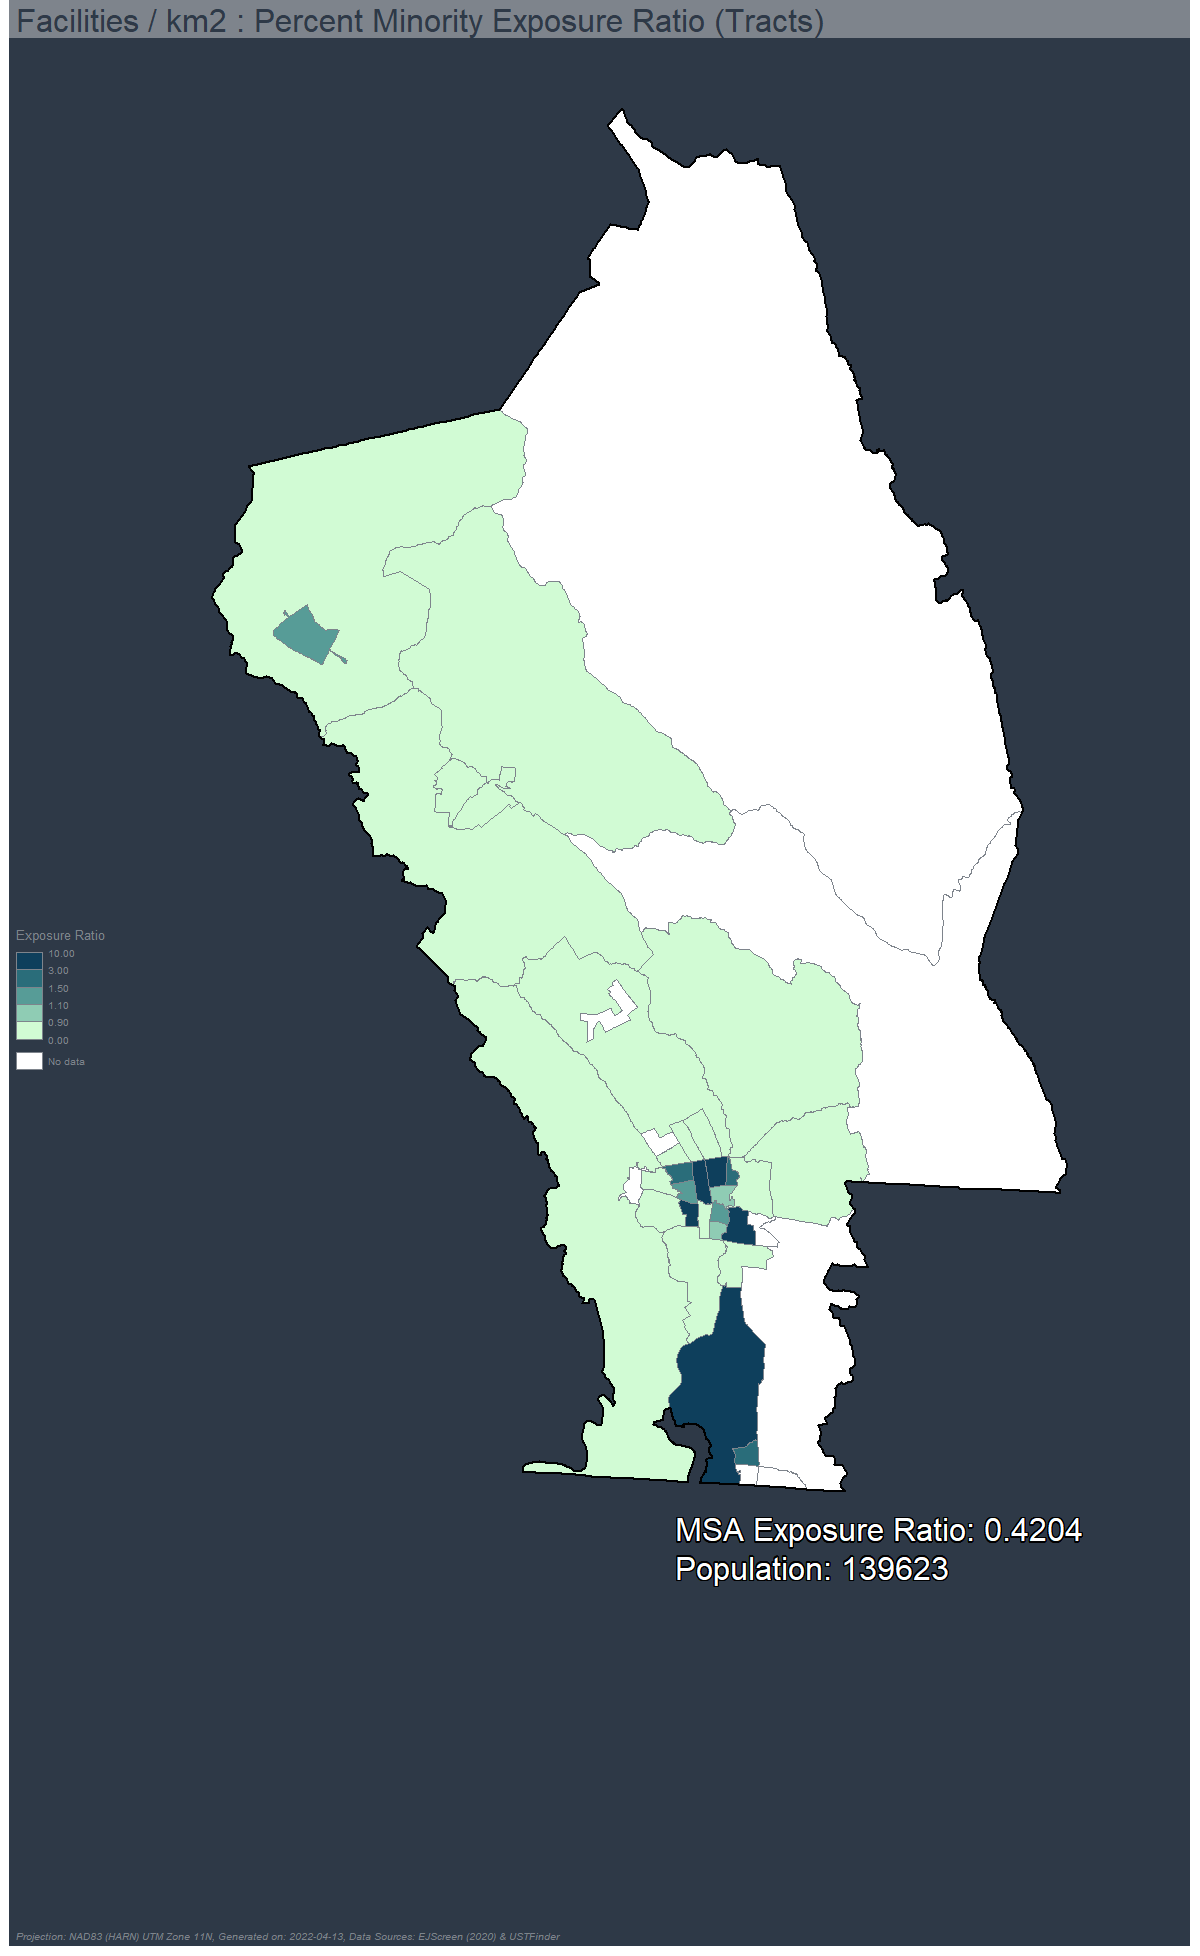 Facilities / km2 : Percent Minority Exposure Ratio (Tracts)
Exposure Ratio
10.00
3.00
1.50
1.10
0.90
0.00
No data
MSA Exposure Ratio: 0.4204
Population: 139623
Projection: NAD83 (HARN) UTM Zone 11N, Generated on: 2022-04-13, Data Sources: EJScreen (2020) & USTFinder